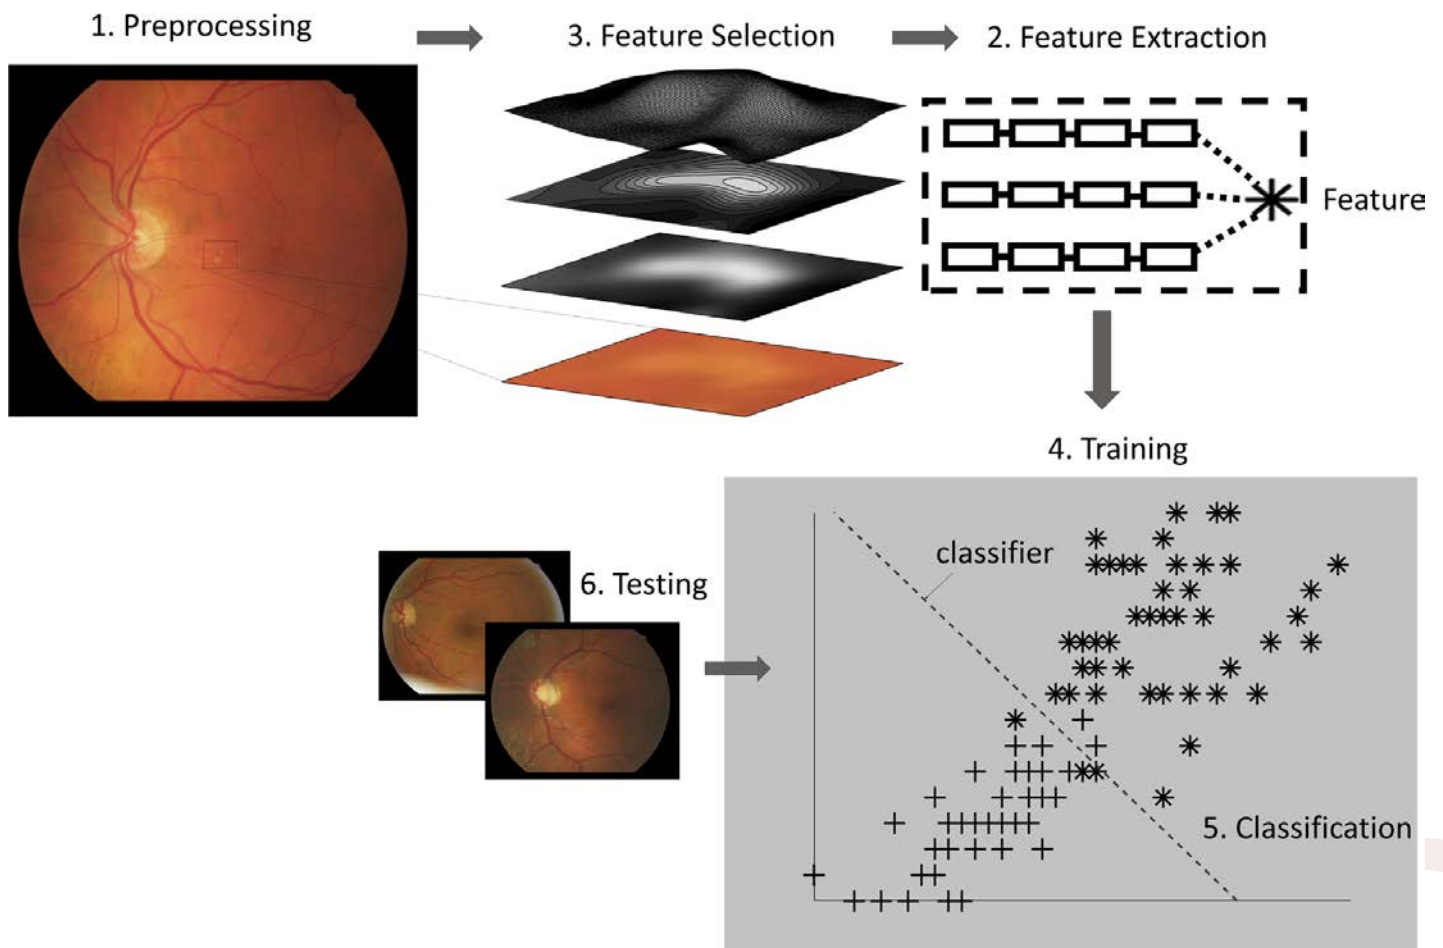 1. Preprocessing
3. Feature Selection
2. Feature Extraction
Feature
4. Training
classifier
6. Testing
5. Classification